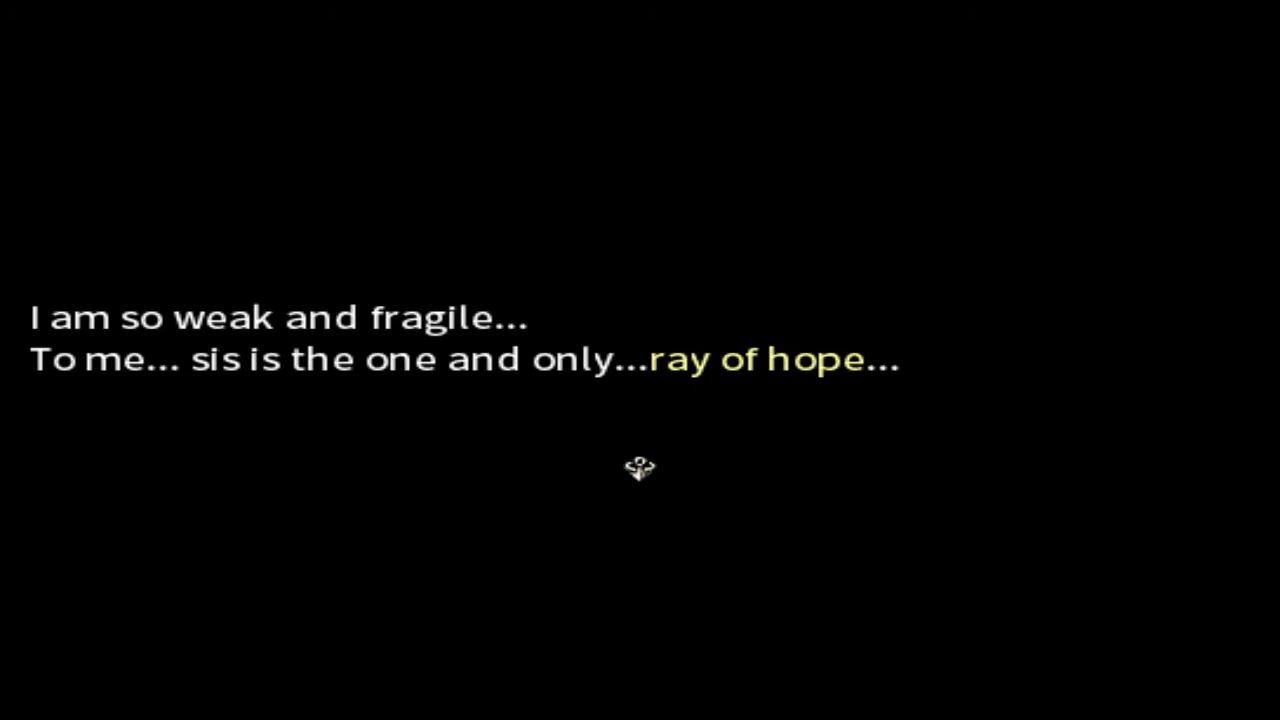 I am so weak and fragile...
To me... sis is the one and only...ray of hope...